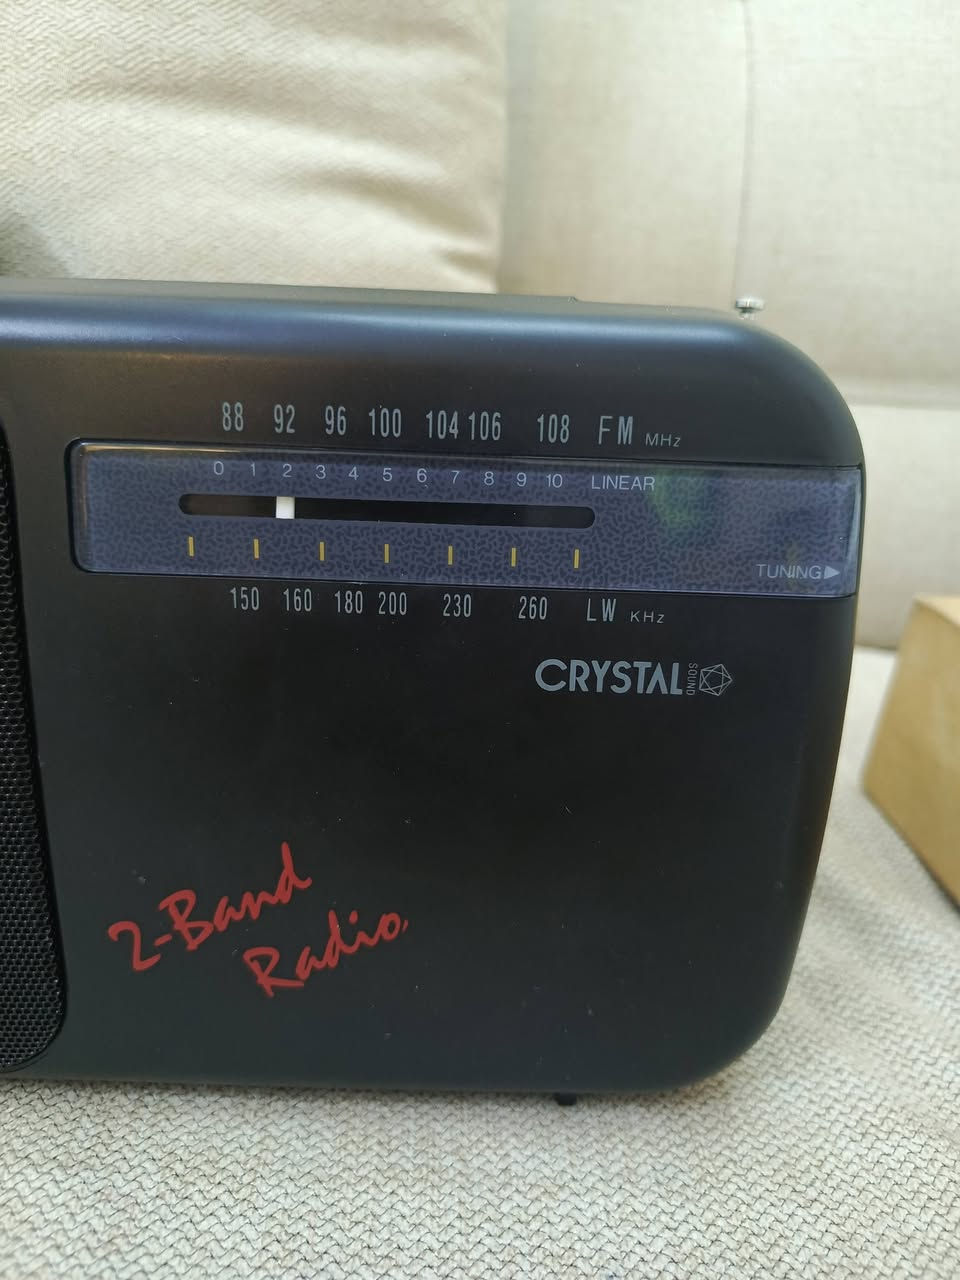 88 92 96 100 104 106 108 FM MHz
0 1 2 3 4 5 6 7 8 9 10 LINEAR
TUNING
150 160 180 200 230 260 LW KHz
CRYSTAL SOUND
2-Band
Radio